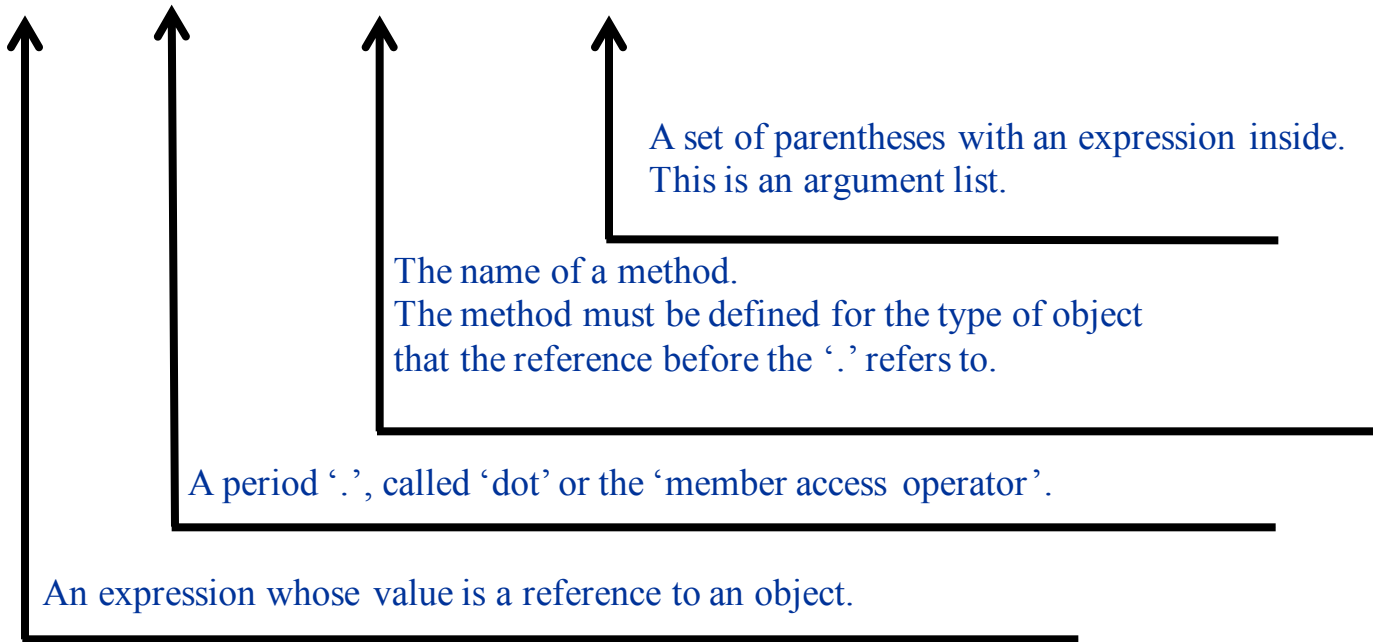 A set of parentheses with an expression inside.
This is an argument list.
The name of a method.
The method must be defined for the type of object
that the reference before the ‘.’ refers to.
A period ‘.’, called ‘dot’ or the ‘member access operator’.
An expression whose value is a reference to an object.